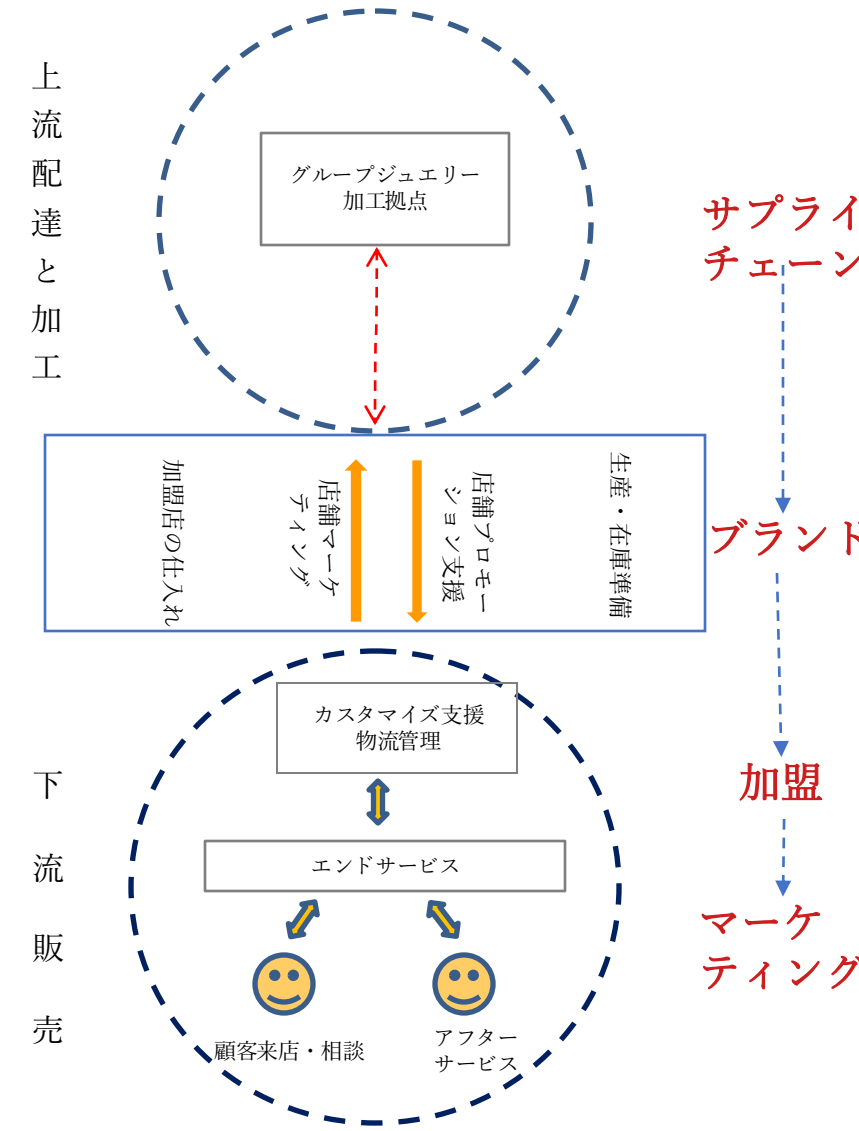 上流配達と加工
グループジュエリー
加工拠点
サプライ
チェーン
加盟店の仕入れ
店舗マーケ
ティング
店舗プロモー
ション支援
生産・在庫準備
ブランド
カスタマイズ支援
物流管理
下流販売
加盟
エンドサービス
マーケ
ティング
顧客来店・相談
アフター
サービス